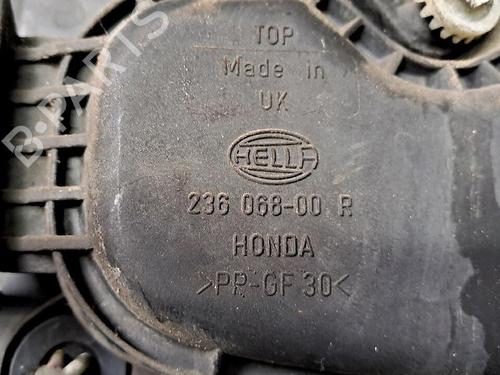 B-PARTS
TOP
Made in
UK
HELLA
236 068-00 R
HONDA
>PP-GF 30<